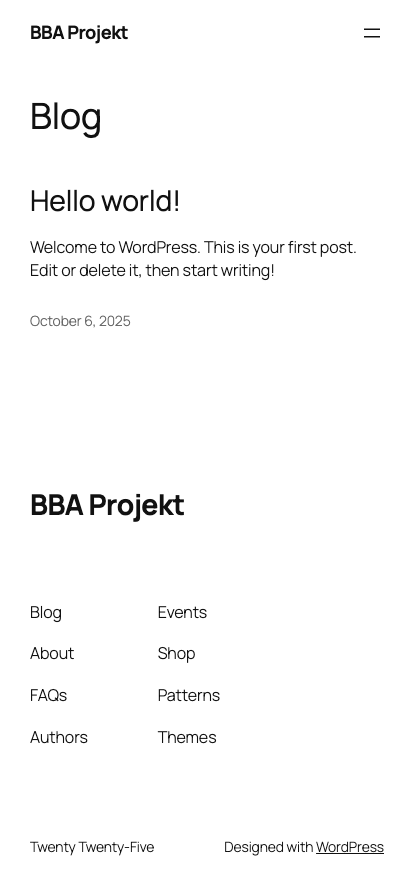 BBA Projekt
Blog
Hello world!
Welcome to WordPress. This is your first post.
Edit or delete it, then start writing!
October 6, 2025
BBA Projekt
Blog
About
FAQs
Authors
Events
Shop
Patterns
Themes
Twenty Twenty-Five
Designed with WordPress